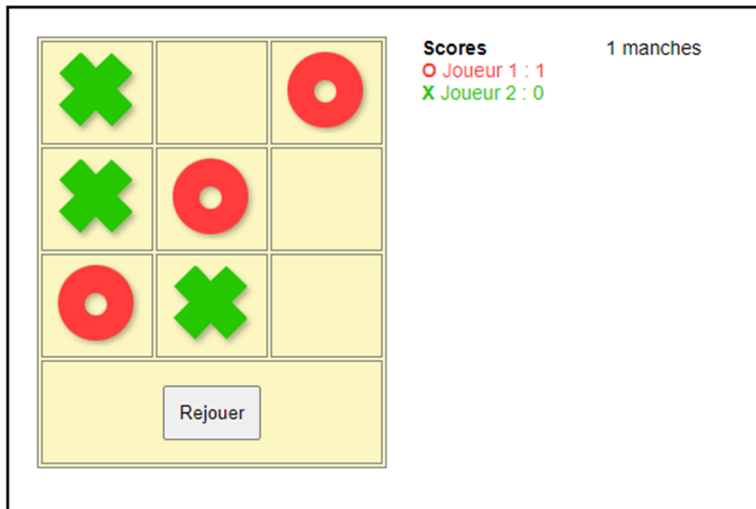 Scores
1 manches
O Joueur 1 : 1
X Joueur 2 : 0
Rejouer